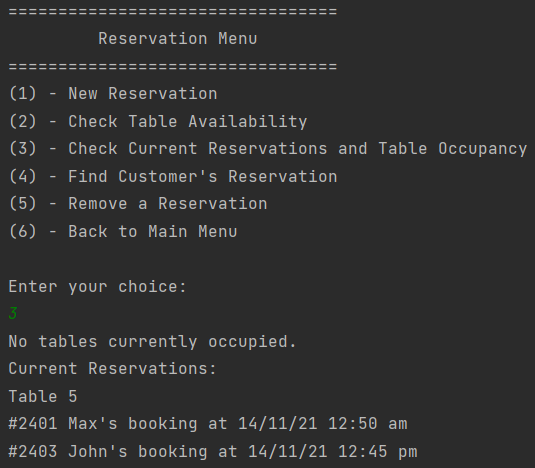 =================================
Reservation Menu
=================================
(1) - New Reservation
(2) - Check Table Availability
(3) - Check Current Reservations and Table Occupancy
(4) - Find Customer's Reservation
(5) - Remove a Reservation
(6) - Back to Main Menu
Enter your choice:
3
No tables currently occupied.
Current Reservations:
Table 5
#2401 Max's booking at 14/11/21 12:50 am
#2403 John's booking at 14/11/21 12:45 pm